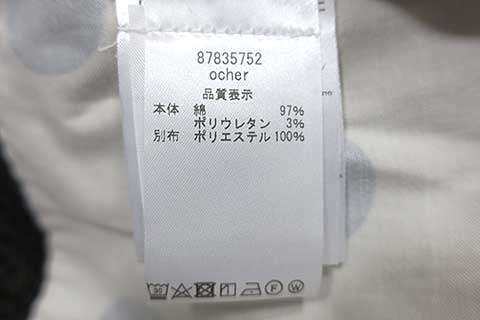 87835752
ocher
品質表示
本体 綿 97%
ポリウレタン 3%
別布 ポリエステル 100%